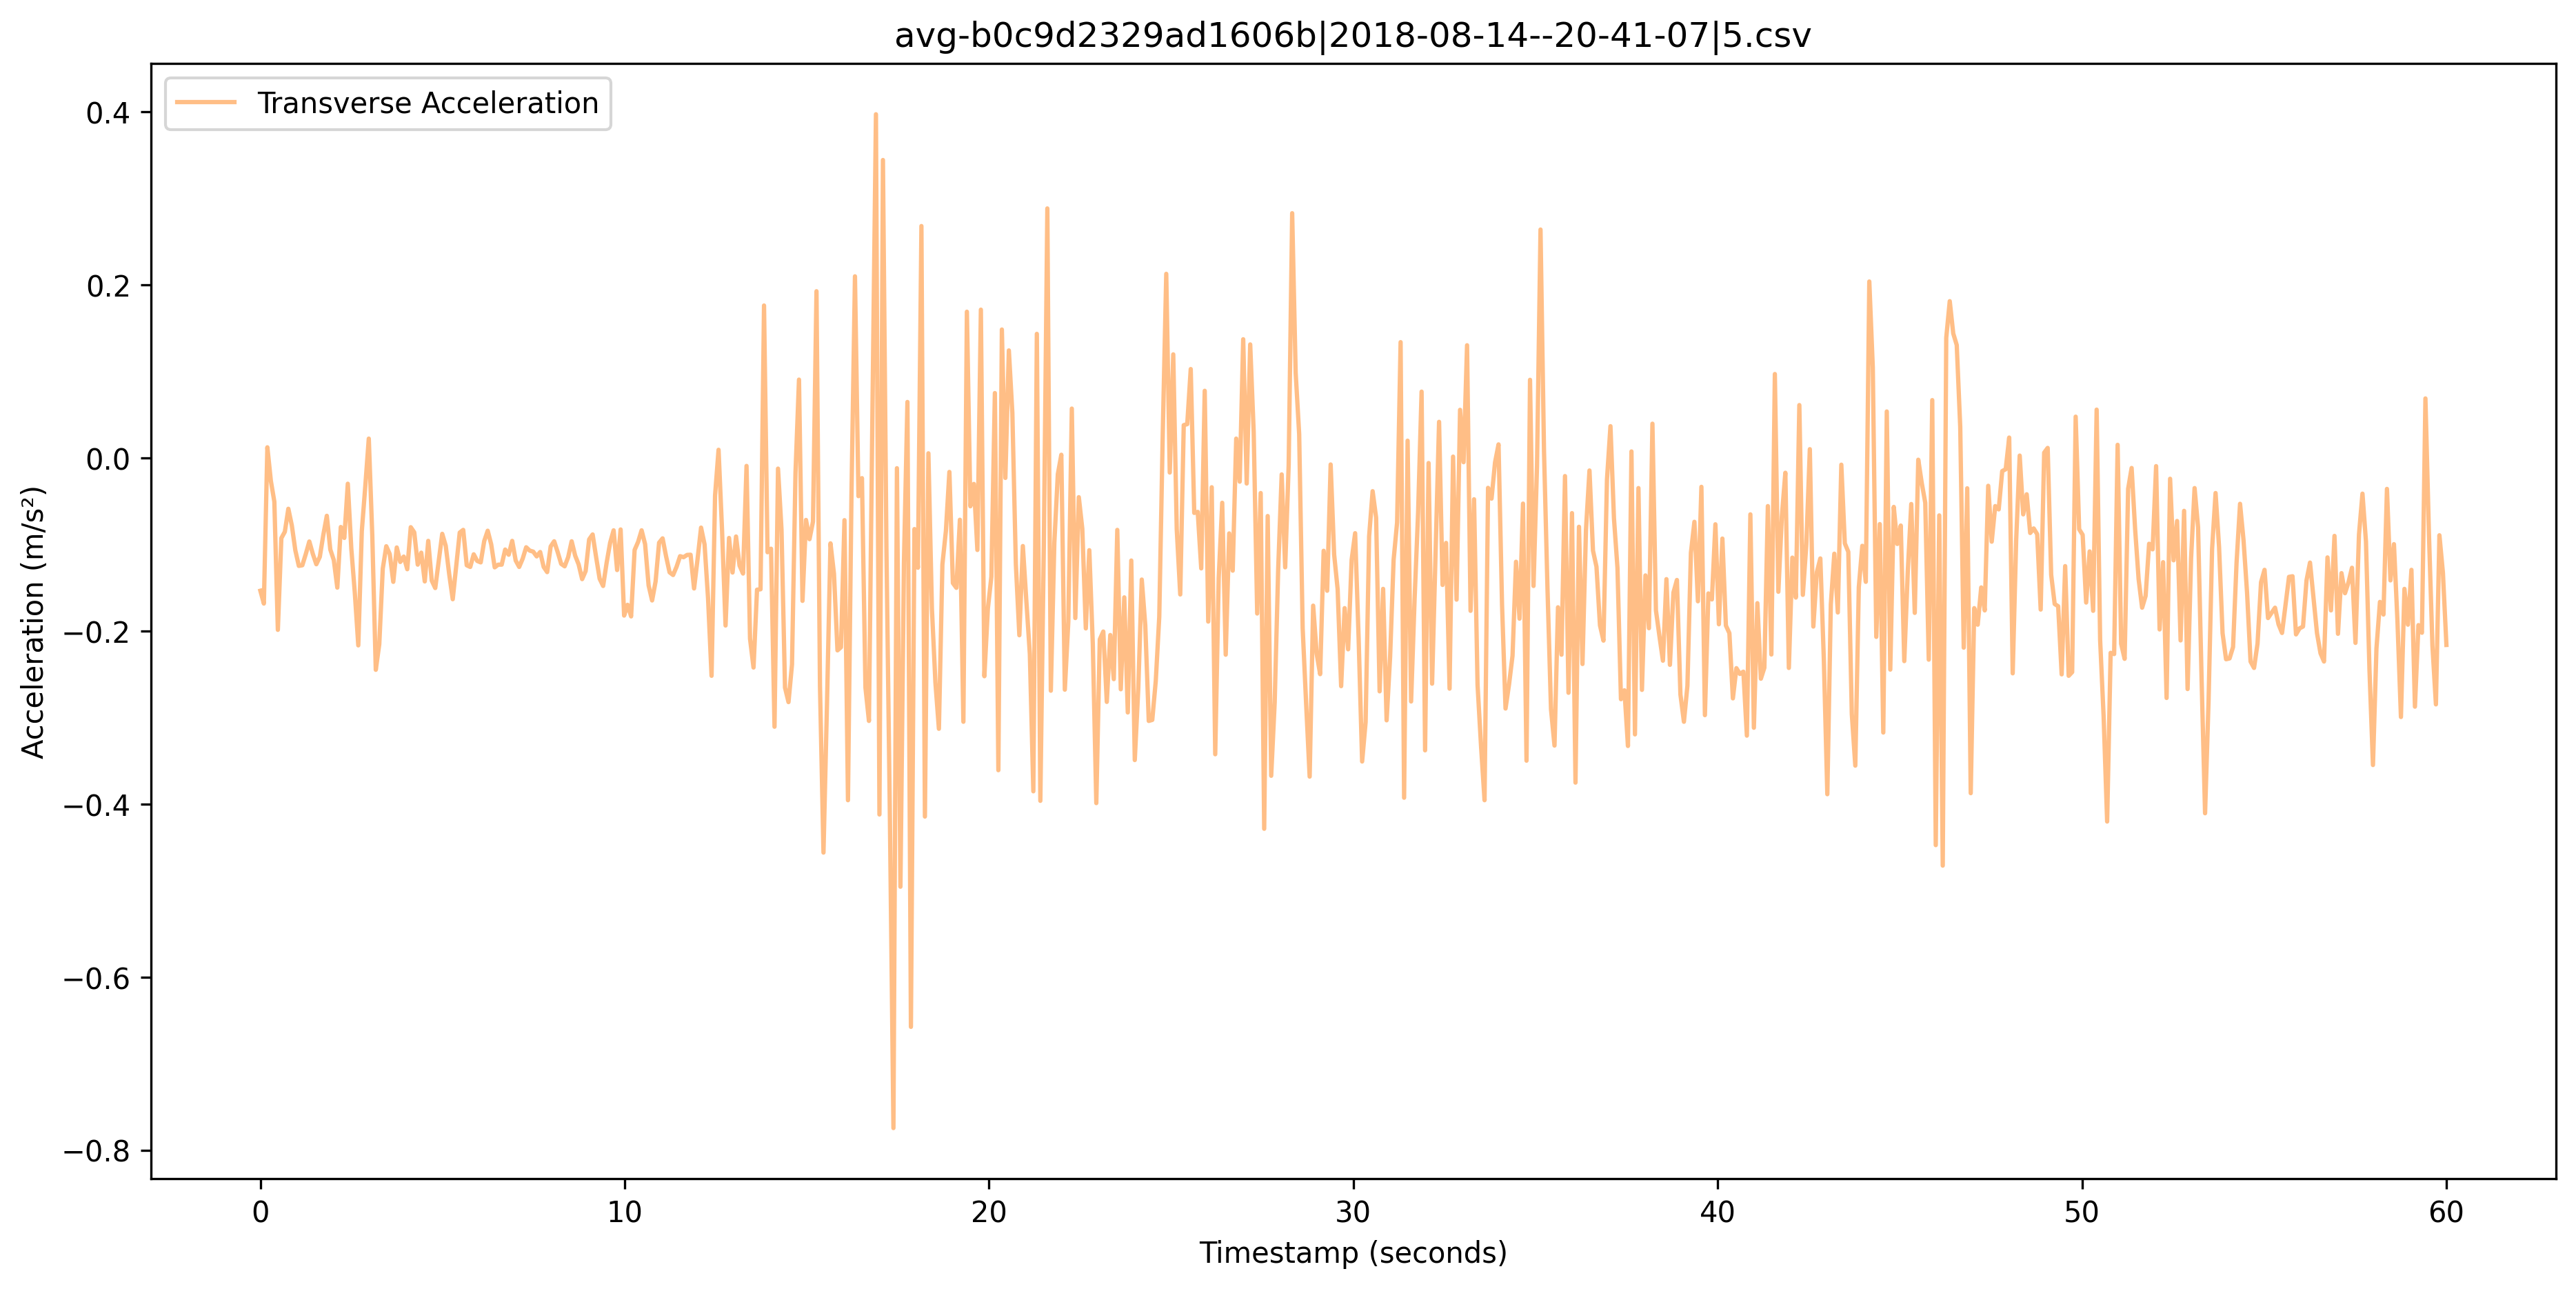 avg-b0c9d2329ad1606b|2018-08-14--20-41-07|5.csv
Transverse Acceleration
0.4
0.2
0.0
−0.2
−0.4
−0.6
−0.8
Acceleration (m/s²)
0 10 20 30 40 50 60
Timestamp (seconds)